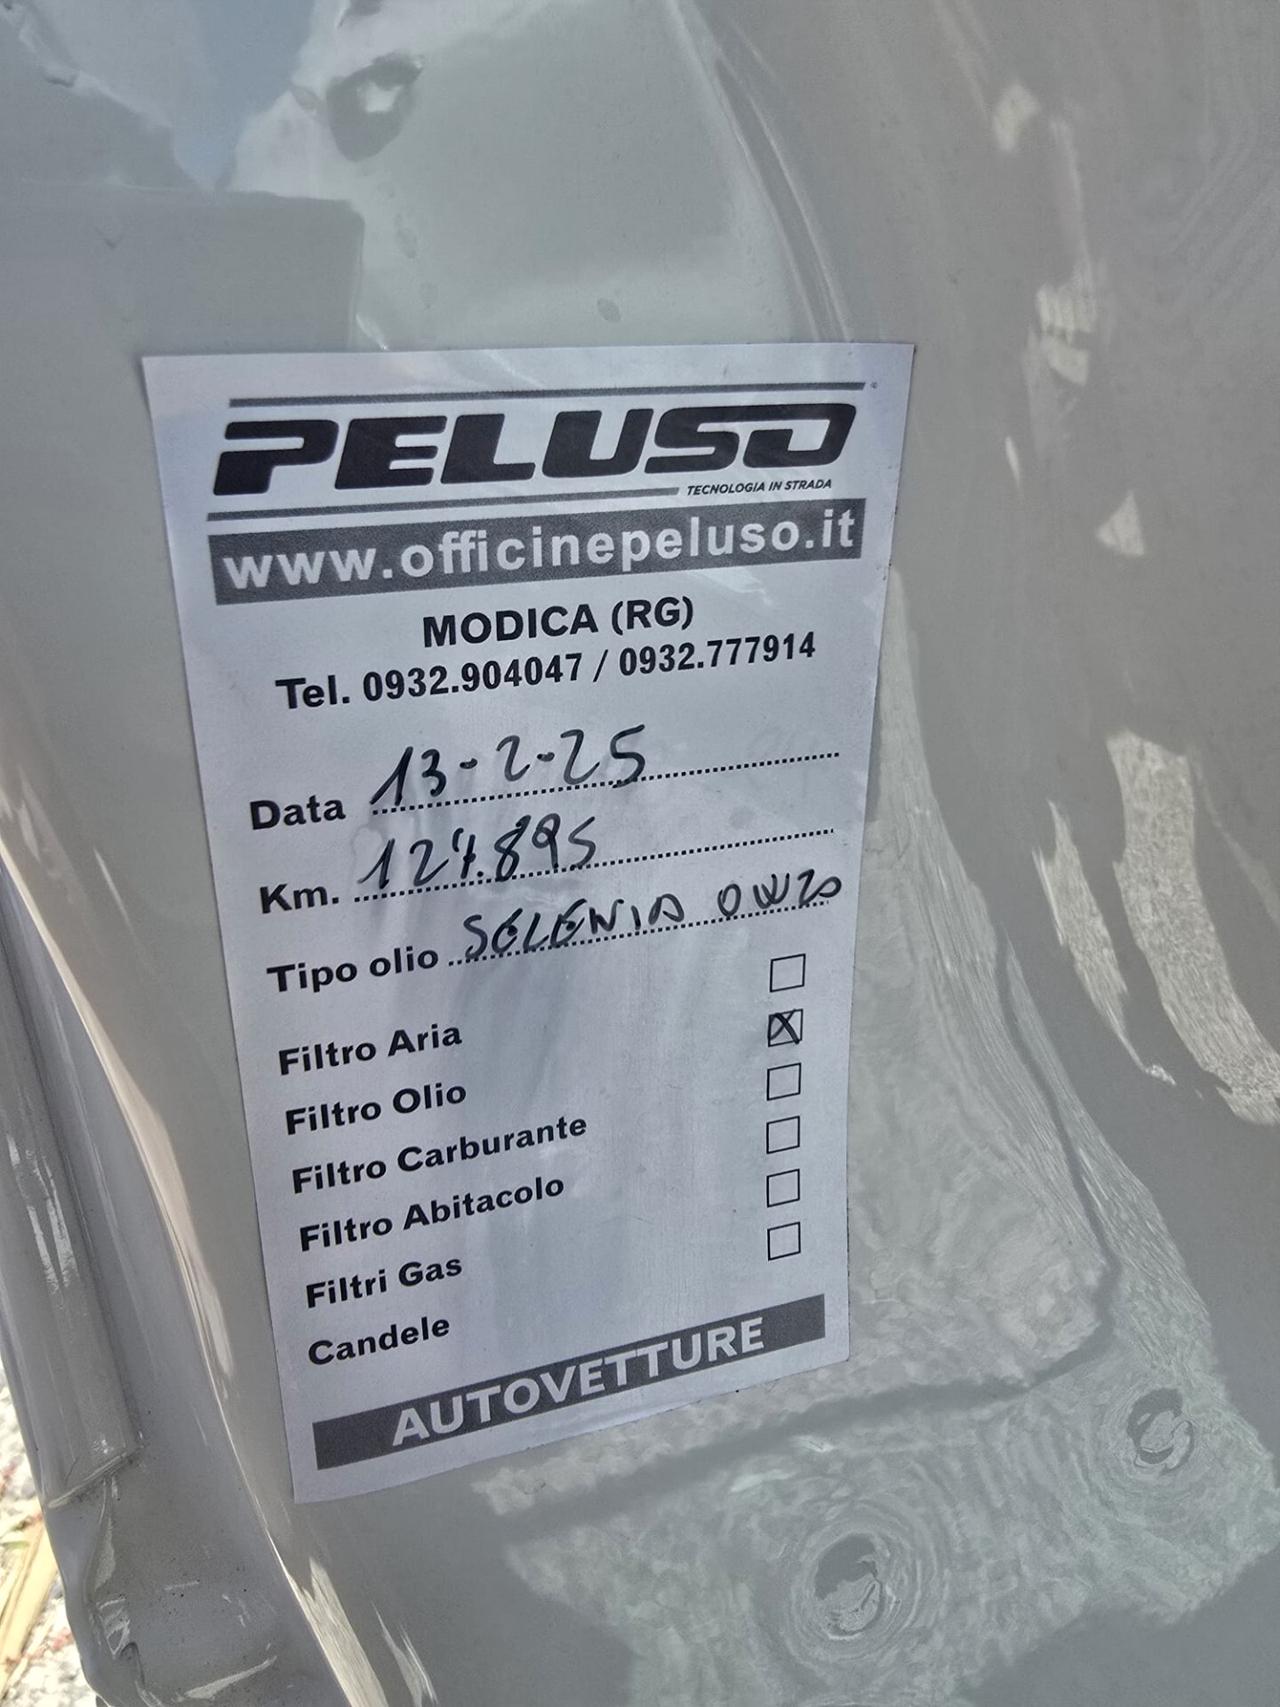 PELUSO
TECNOLOGIA IN STRADA
www.officinepeluso.it
MODICA (RG)
Tel. 0932.904047 / 0932.777914
Data 13-2-25
Km. 127.895
Tipo olio SELENIA 0W20
Filtro Aria
Filtro Olio
Filtro Carburante
Filtro Abitacolo
Filtri Gas
Candele
AUTOVETTURE